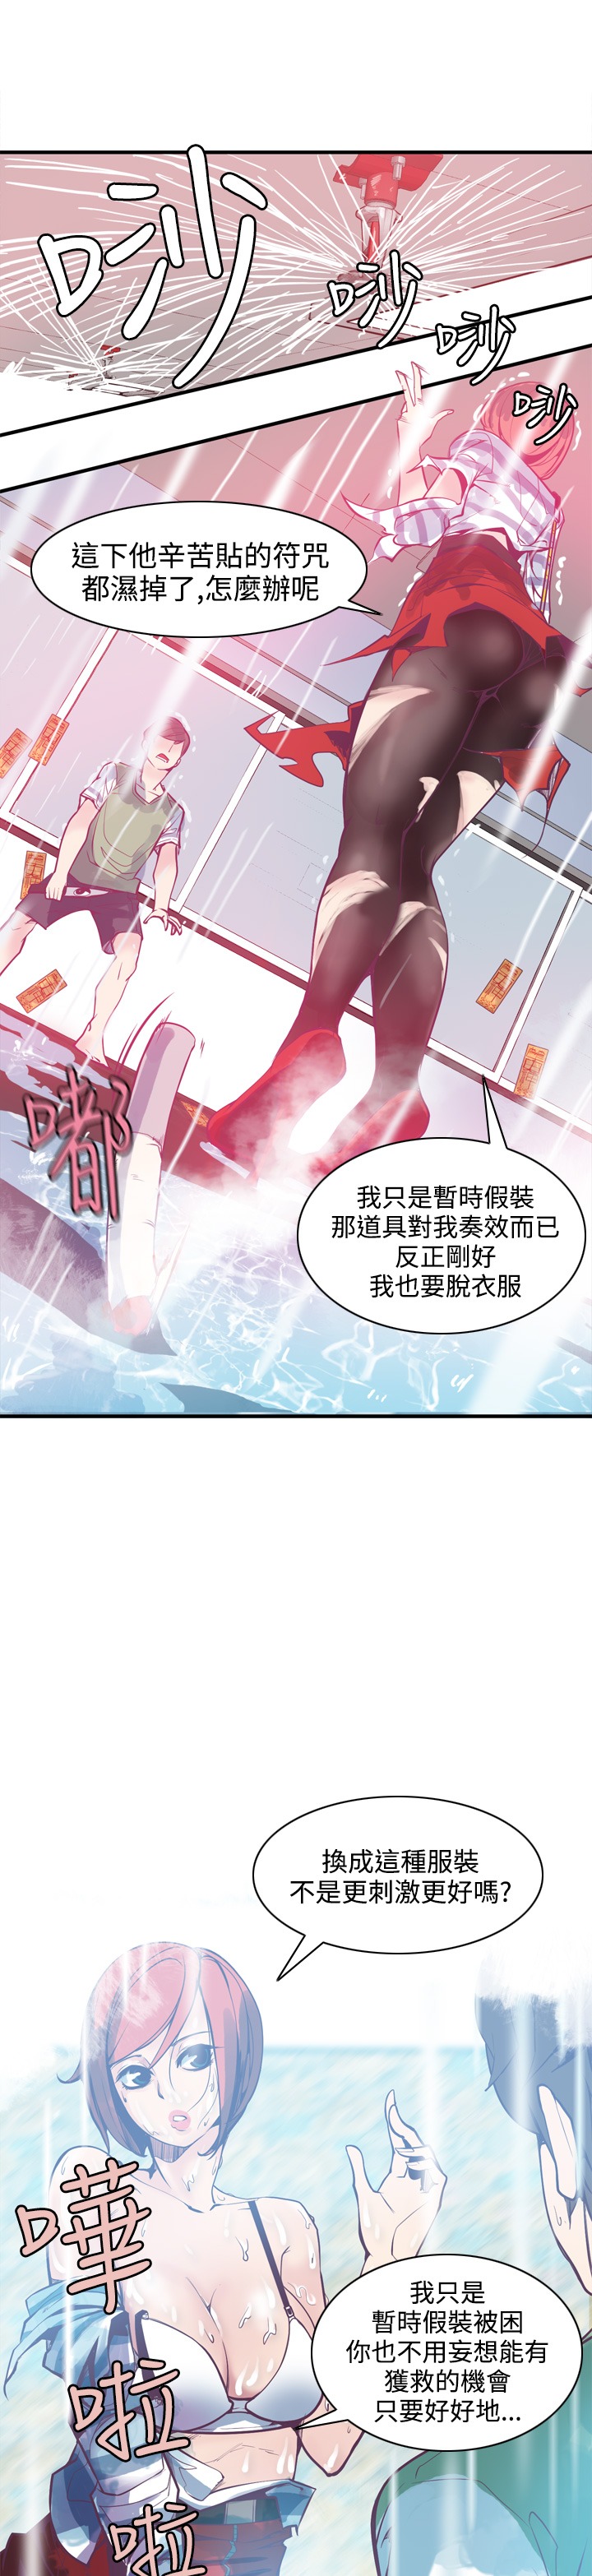 唦
唦
唦
唦
這下他辛苦貼的符咒
都濕掉了,怎麼辦呢
嘟
我只是暫時假裝
那道具對我奏效而已
反正剛好
我也要脫衣服
換成這種服裝
不是更刺激更好嗎?
嘩
啦
啦
我只是
暫時假裝被困
你也不用妄想能有
獲救的機會
只要好好地...